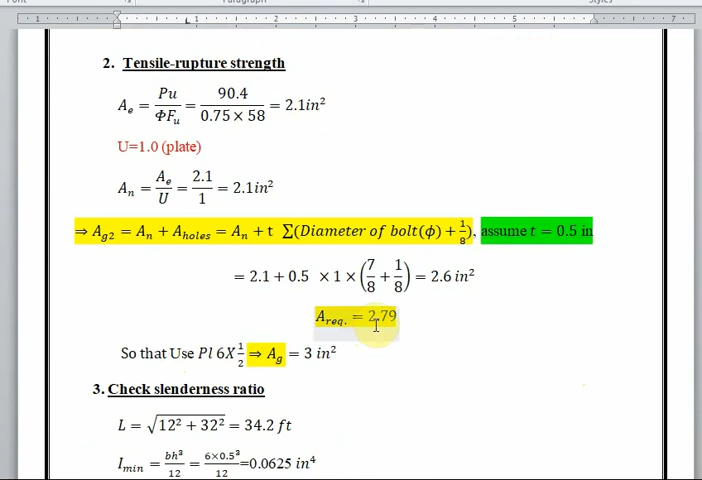 2. Tensile-rupture strength
A_e = Pu/ΦF_u = 90.4/(0.75 × 58) = 2.1in²
U=1.0 (plate)
A_n = A_e/U = 2.1/1 = 2.1in²
⇒ A_g2 = A_n + A_holes = A_n + t ∑(Diameter of bolt(ϕ) + 1/8), assume t = 0.5 in
= 2.1 + 0.5 × 1 × (7/8 + 1/8) = 2.6 in²
A_req. = 2.79
So that Use Pl 6X1/2 ⇒ A_g = 3 in²
3. Check slenderness ratio
L = √(12² + 32²) = 34.2 ft
I_min = bh³/12 = 6×0.5³/12 =0.0625 in⁴